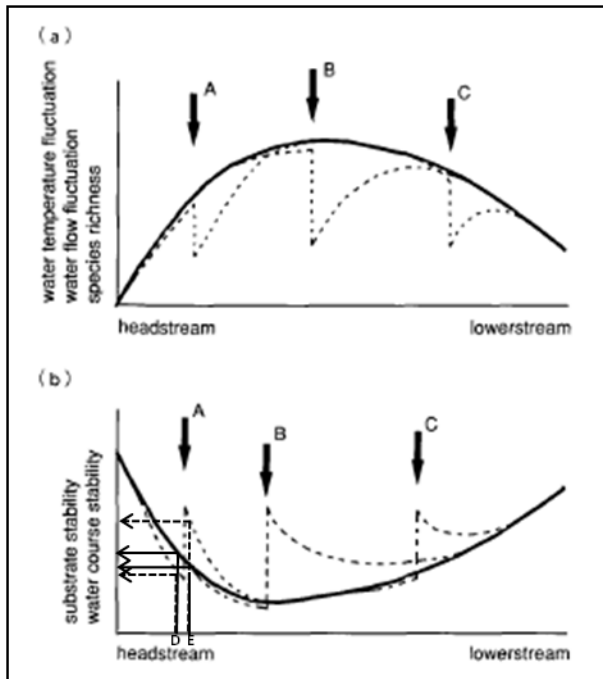 (a)
A
B
C
water temperature fluctuation
water flow fluctuation
species richness
headstream
lowerstream
(b)
A
B
C
substrate stability
water course stability
D
E
headstream
lowerstream